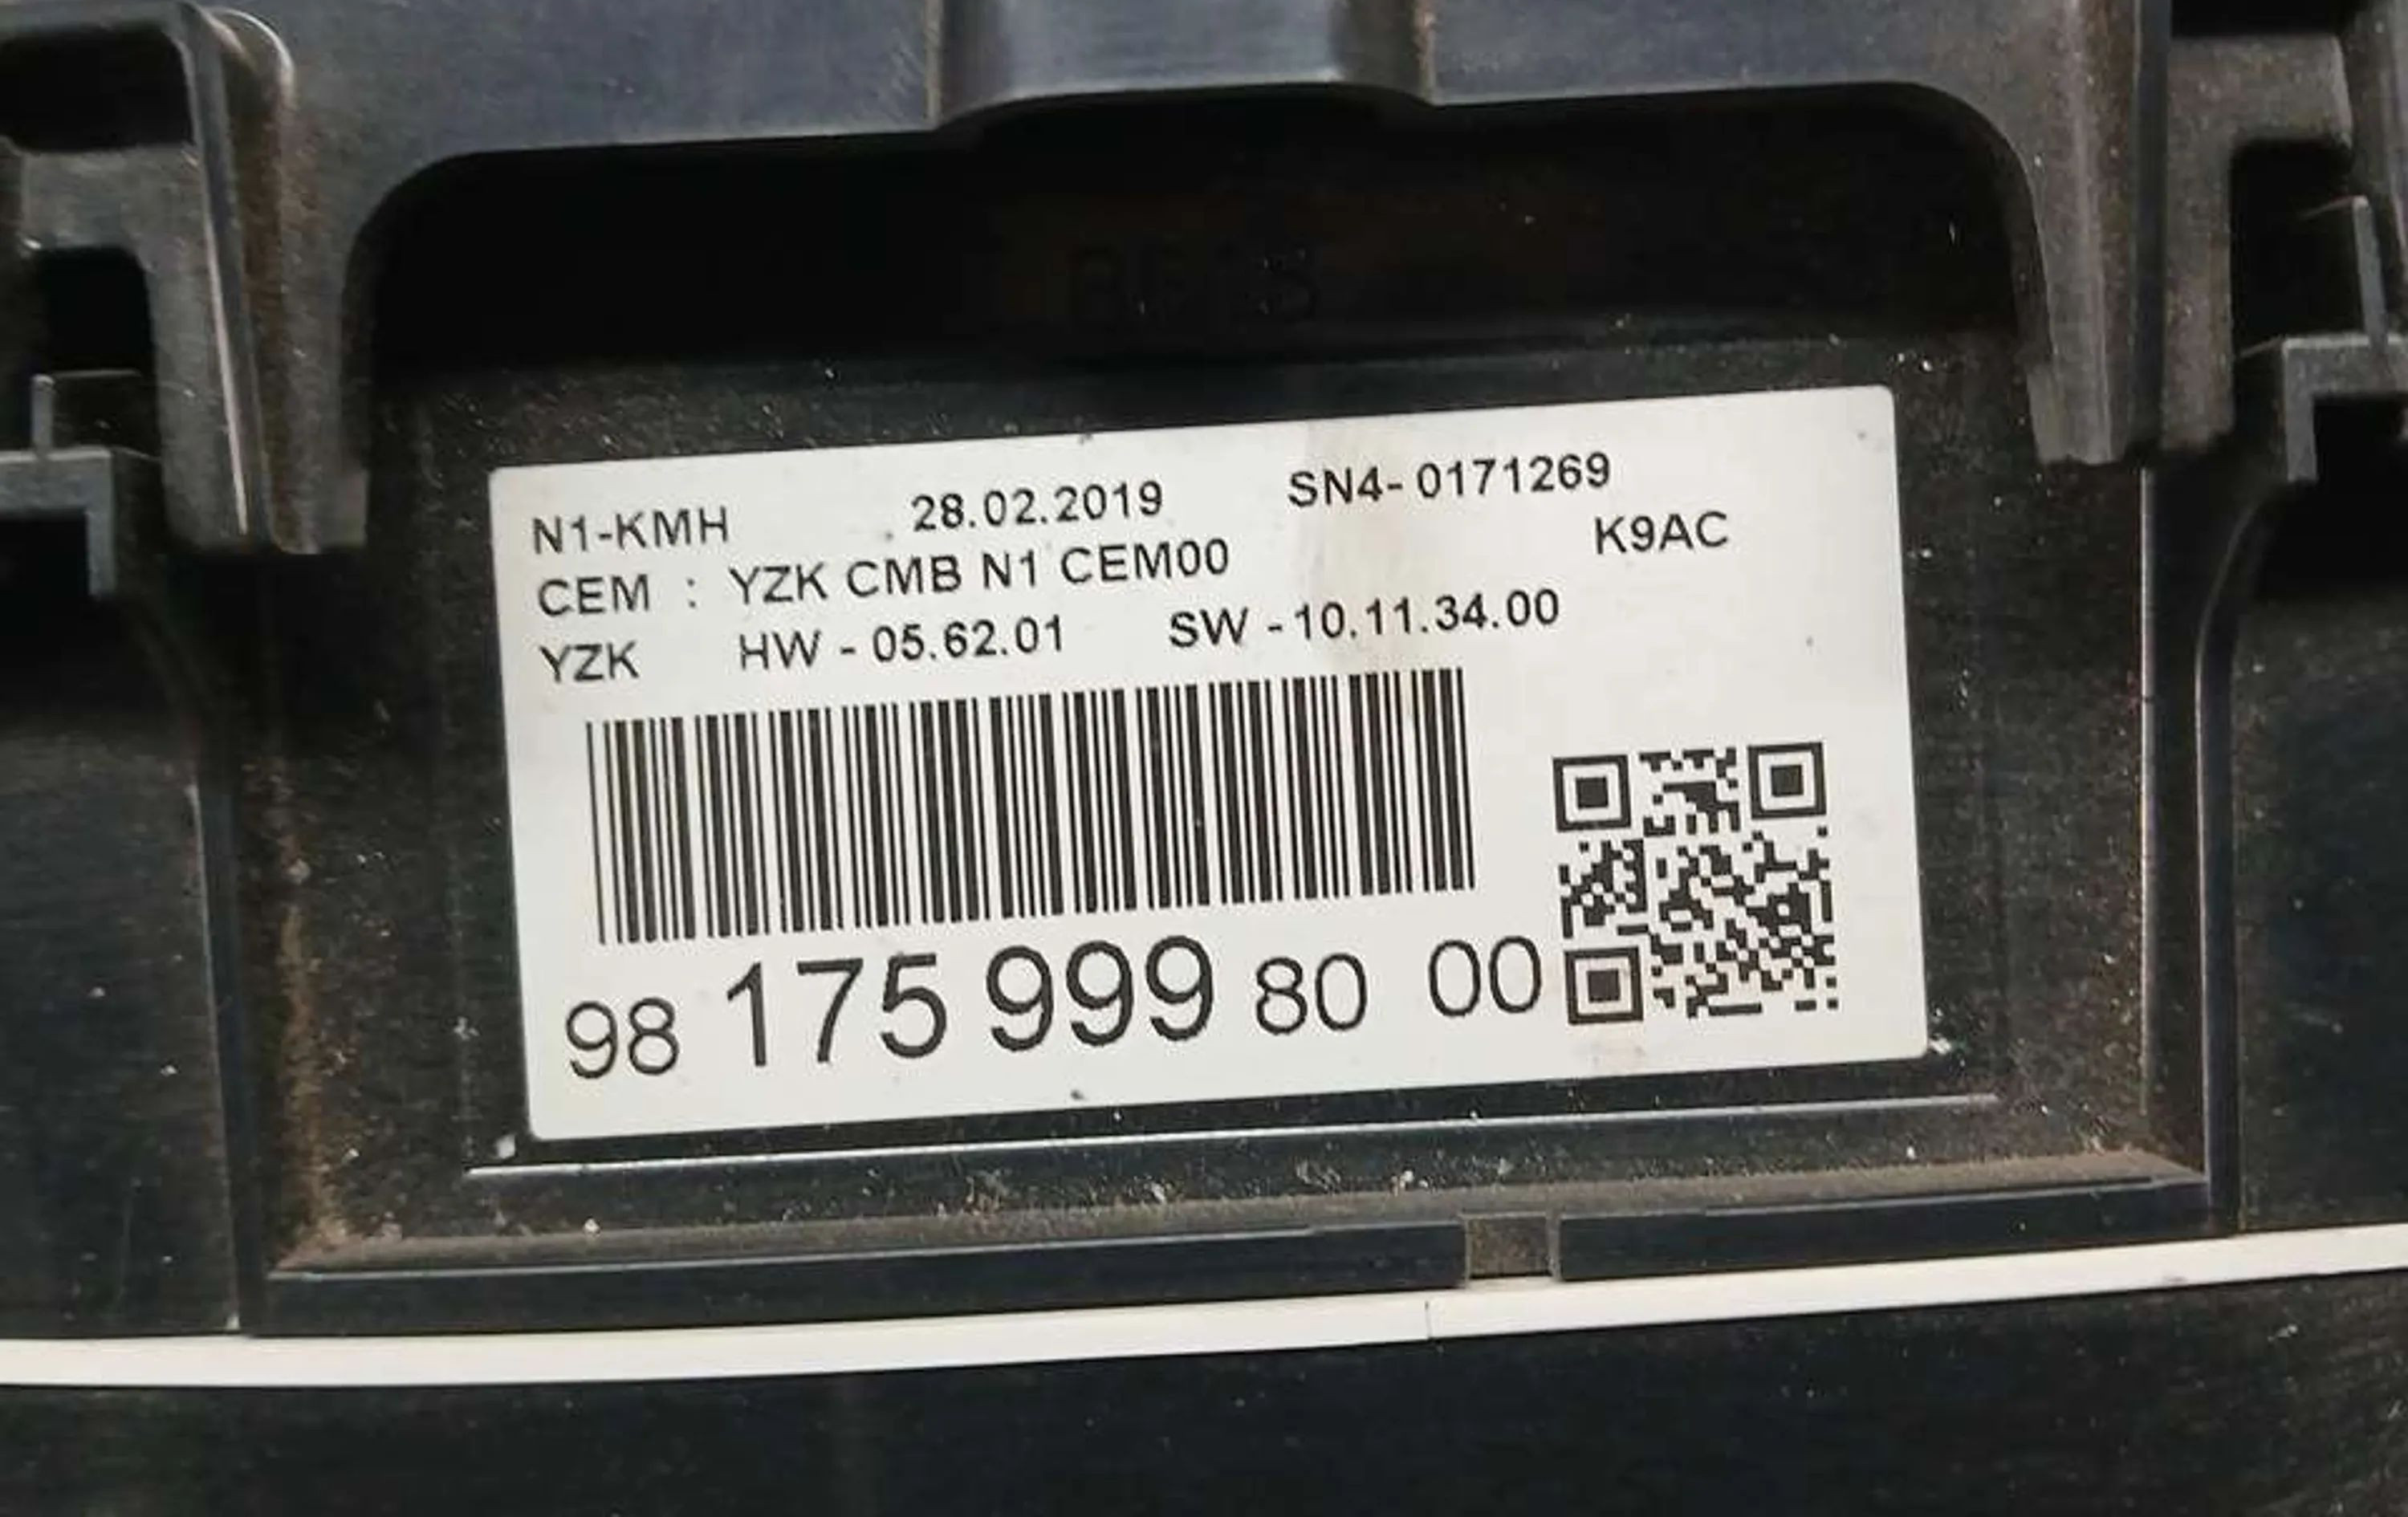 N1-KMH 28.02.2019 SN4-0171269
K9AC
CEM : YZK CMB N1 CEM00
YZK HW - 05.62.01 SW - 10.11.34.00
98 175 999 80 00